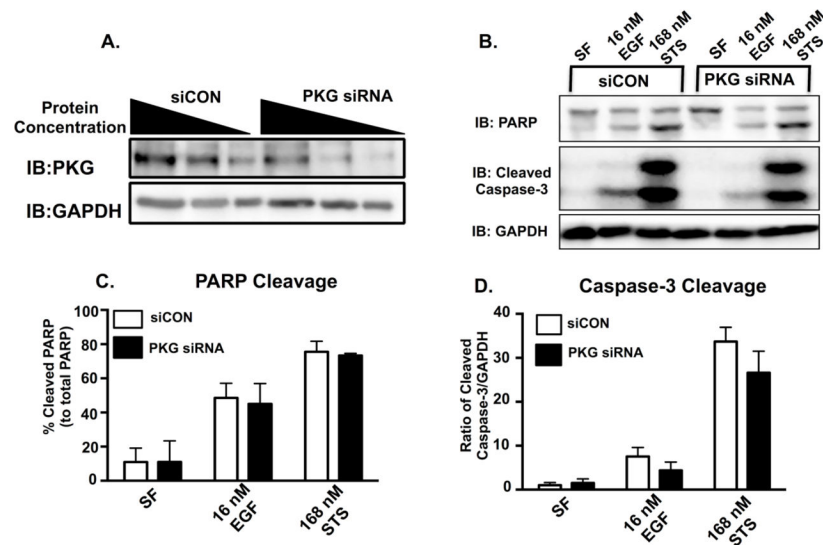 A.
siCON PKG siRNA
Protein
Concentration
IB:PKG
IB:GAPDH
B.
SF 16 nM EGF 168 nM STS SF 16 nM EGF 168 nM STS
siCON PKG siRNA
IB: PARP
IB: Cleaved
Caspase-3
IB: GAPDH
C. PARP Cleavage
siCON
PKG siRNA
% Cleaved PARP
(to total PARP)
100
80
60
40
20
0
SF 16 nM EGF 168 nM STS
D. Caspase-3 Cleavage
siCON
PKG siRNA
Ratio of Cleaved
Caspase-3/GAPDH
40
30
20
10
0
SF 16 nM EGF 168 nM STS